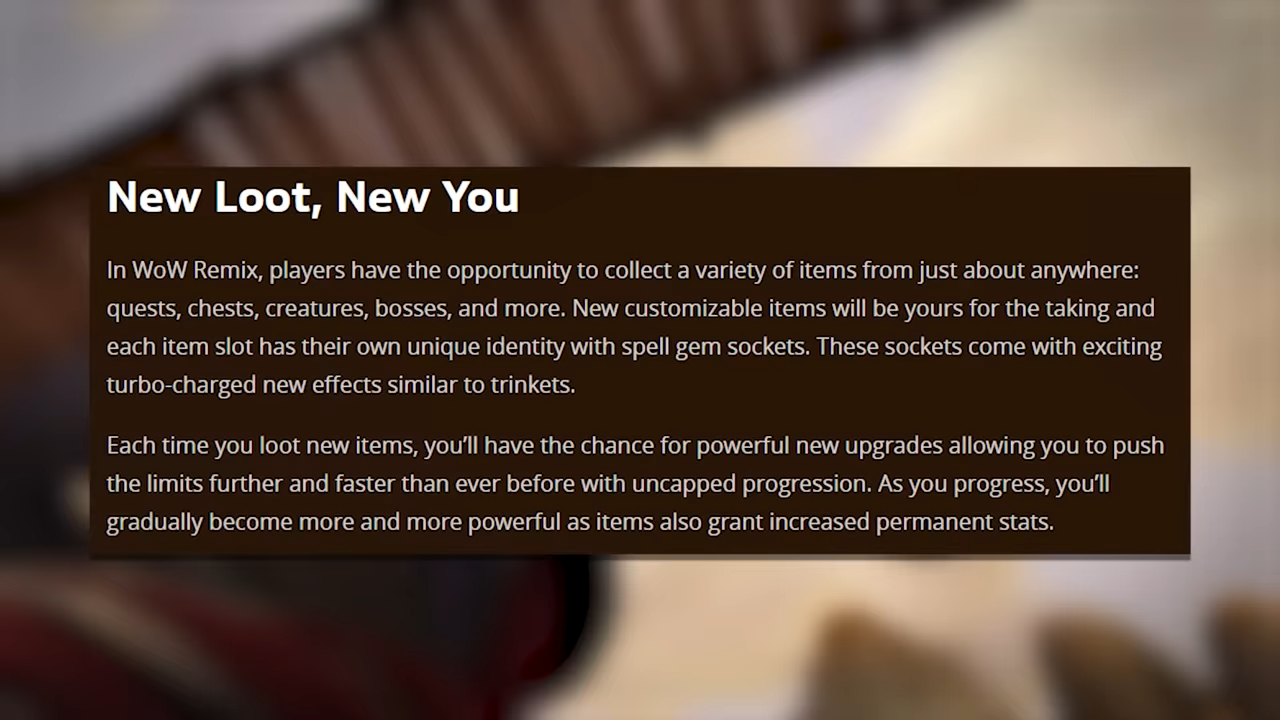 New Loot, New You
In WoW Remix, players have the opportunity to collect a variety of items from just about anywhere:
quests, chests, creatures, bosses, and more. New customizable items will be yours for the taking and
each item slot has their own unique identity with spell gem sockets. These sockets come with exciting
turbo-charged new effects similar to trinkets.
Each time you loot new items, you’ll have the chance for powerful new upgrades allowing you to push
the limits further and faster than ever before with uncapped progression. As you progress, you’ll
gradually become more and more powerful as items also grant increased permanent stats.